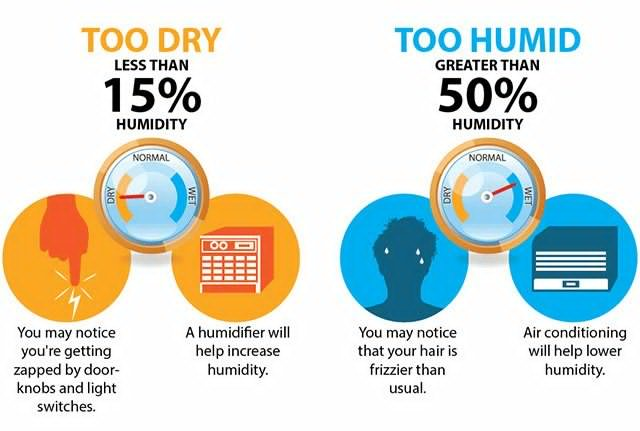 TOO DRY
LESS THAN
15%
HUMIDITY
NORMAL
DRY
WET
You may notice
you're getting
zapped by door-
knobs and light
switches.
A humidifier will
help increase
humidity.
TOO HUMID
GREATER THAN
50%
HUMIDITY
NORMAL
DRY
WET
You may notice
that your hair is
frizzier than
usual.
Air conditioning
will help lower
humidity.